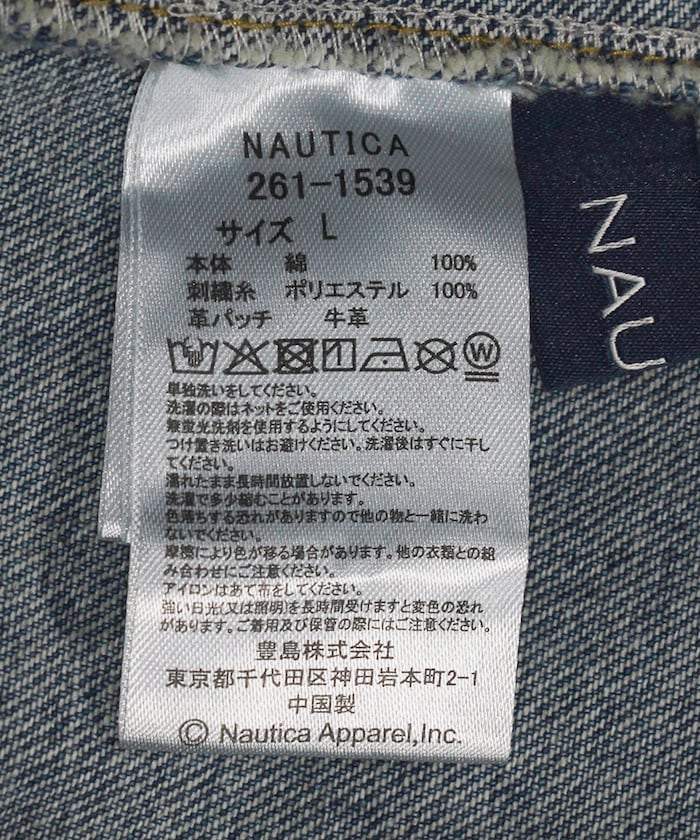 NAUTICA
261-1539
サイズ L
本体 綿 100%
刺繍糸 ポリエステル 100%
革パッチ 牛革
W
単独洗いをしてください。
洗濯の際はネットをご使用ください。
無蛍光洗剤を使用するようにしてください。
つけ置き洗いはお避けください。洗濯後はすぐに干し
てください。
濡れたまま長時間放置しないでください。
洗濯で多少縮むことがあります。
色落ちする恐れがありますので他の物と一緒に洗わ
ないでください。
摩擦により色が移る場合があります。他の衣類との組
み合わせにご注意ください。
アイロンはあて布をしてください。
強い日光(又は照明)を長時間受けますと変色の恐れ
があります。ご着用及び保管の際にはご注意ください。
豊島株式会社
東京都千代田区神田岩本町2-1
中国製
© Nautica Apparel,Inc.
NAU